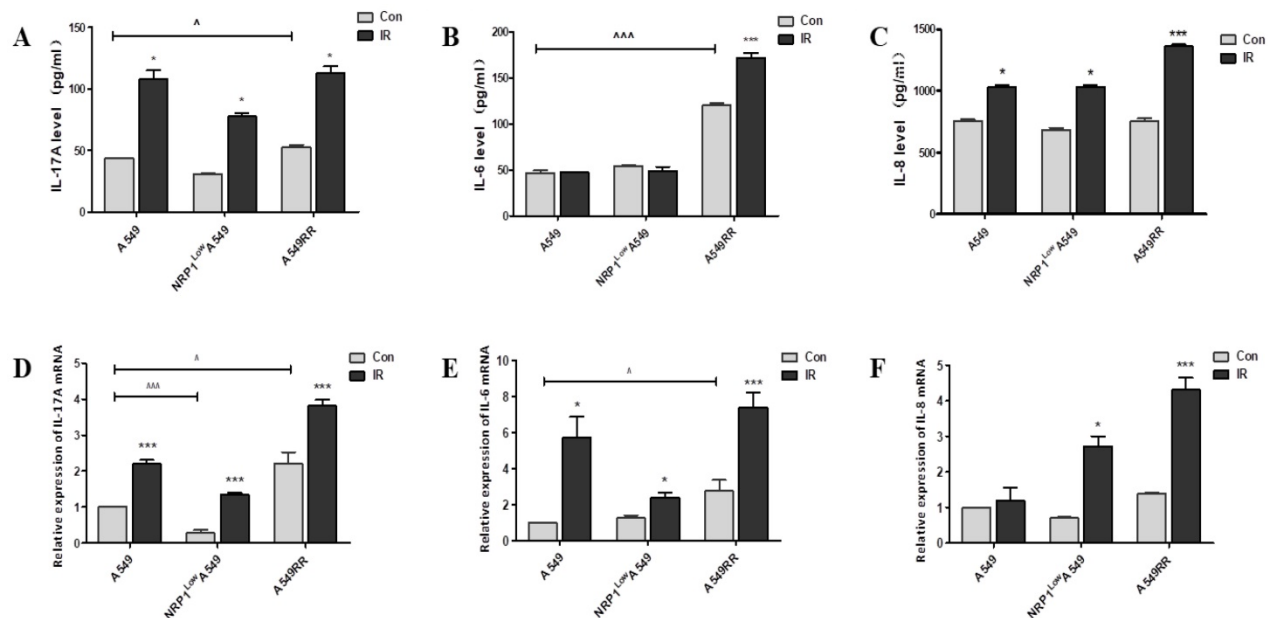 A
IL-17A level (pg/ml)
150
100
50
0
^
*
*
*
Con
IR
A549
NRP1Low A549
A549RR
B
IL-6 level (pg/ml)
200
150
100
50
0
^^^
***
Con
IR
A549
NRP1Low A549
A549RR
C
IL-8 level (pg/ml)
1500
1000
500
0
*
*
***
Con
IR
A549
NRP1Low A549
A549RR
D
Relative expression of IL-17A mRNA
5
4
3
2
1
0
^
^^^
***
***
***
Con
IR
A549
NRP1Low A549
A549RR
E
Relative expression of IL-6 mRNA
10
8
6
4
2
0
^
*
*
***
Con
IR
A549
NRP1Low A549
A549RR
F
Relative expression of IL-8 mRNA
5
4
3
2
1
0
*
***
Con
IR
A549
NRP1Low A549
A549RR